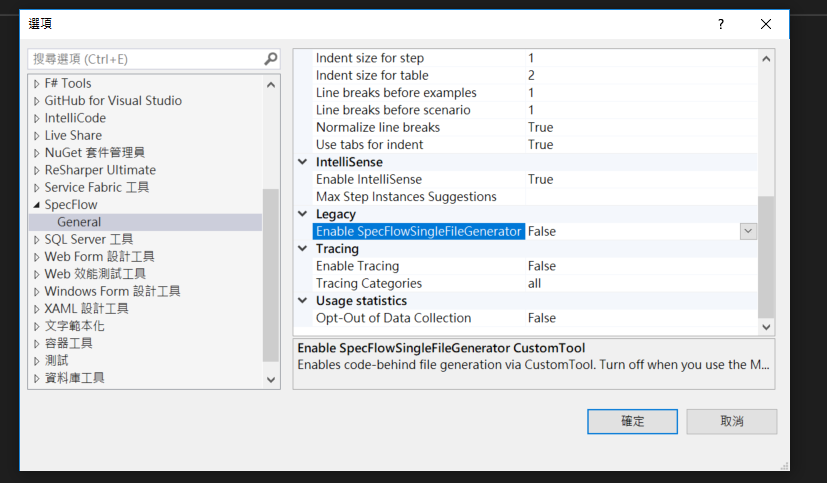 選項
?
搜尋選項 (Ctrl+E)
F# Tools
GitHub for Visual Studio
IntelliCode
Live Share
NuGet 套件管理員
ReSharper Ultimate
Service Fabric 工具
SpecFlow
General
SQL Server 工具
Web Form 設計工具
Web 效能測試工具
Windows Form 設計工具
XAML 設計工具
文字範本化
容器工具
測試
資料庫工具
Indent size for step 1
Indent size for table 2
Line breaks before examples 1
Line breaks before scenario 1
Normalize line breaks True
Use tabs for indent True
IntelliSense
Enable IntelliSense True
Max Step Instances Suggestions
Legacy
Enable SpecFlowSingleFileGenerator False
Tracing
Enable Tracing False
Tracing Categories all
Usage statistics
Opt-Out of Data Collection False
Enable SpecFlowSingleFileGenerator CustomTool
Enables code-behind file generation via CustomTool. Turn off when you use the M...
確定 取消